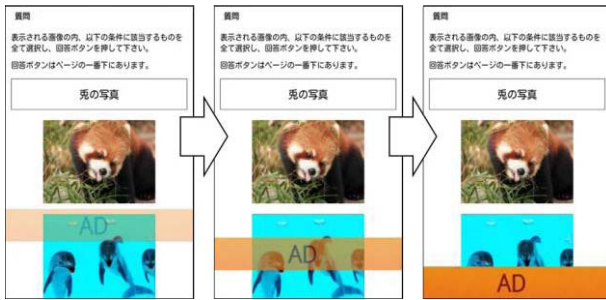 質問
表示される画像の内、以下の条件に該当するものを
全て選択し、回答ボタンを押して下さい。
回答ボタンはページの一番下にあります。
兎の写真
AD
質問
表示される画像の内、以下の条件に該当するものを
全て選択し、回答ボタンを押して下さい。
回答ボタンはページの一番下にあります。
兎の写真
AD
質問
表示される画像の内、以下の条件に該当するものを
全て選択し、回答ボタンを押して下さい。
回答ボタンはページの一番下にあります。
兎の写真
AD